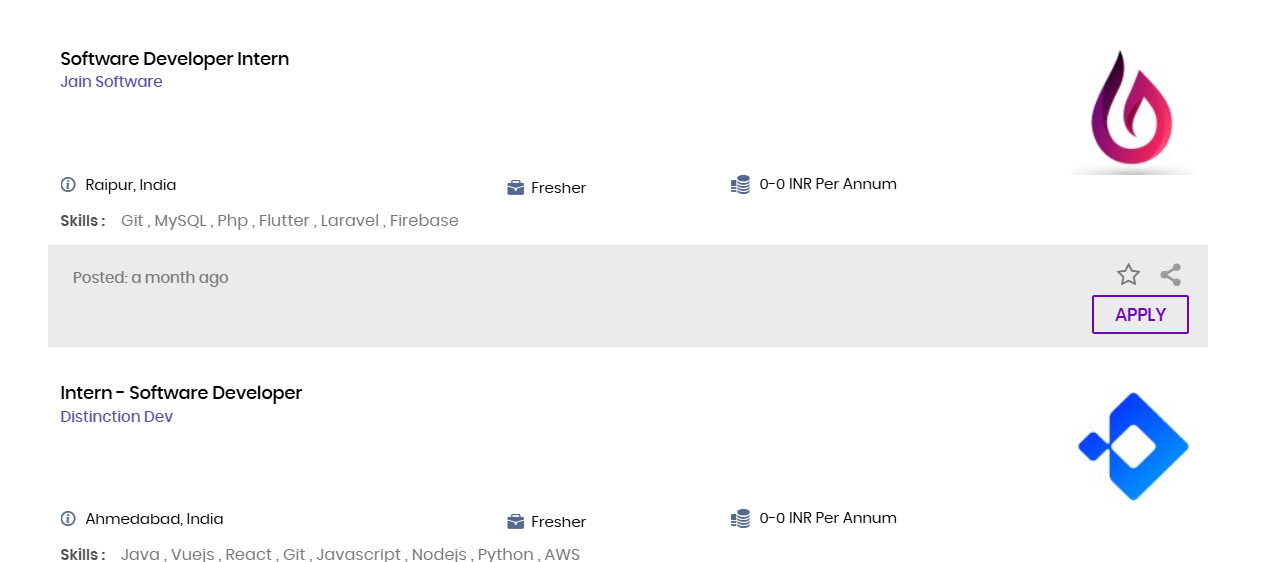 Software Developer Intern
Jain Software
Raipur, India Fresher 0-0 INR Per Annum
Skills : Git , MySQL , Php , Flutter , Laravel , Firebase
Posted: a month ago
APPLY
Intern - Software Developer
Distinction Dev
Ahmedabad, India Fresher 0-0 INR Per Annum
Skills : Java , Vuejs , React , Git , Javascript , Nodejs , Python , AWS